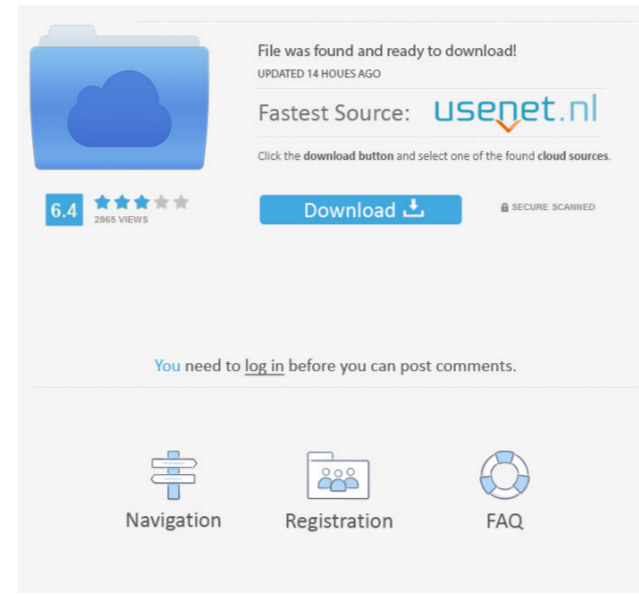 File was found and ready to download!
UPDATED 14 HOUES AGO
Fastest Source: usenet.nl
Click the download button and select one of the found cloud sources.
6.4
2865 VIEWS
Download
SECURE SCANNED
You need to log in before you can post comments.
Navigation
Registration
FAQ